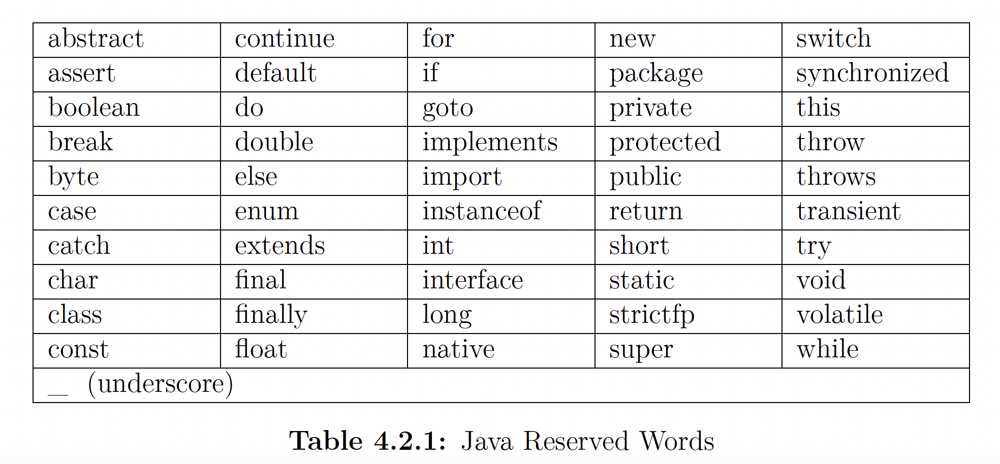 abstract continue for new switch
assert default if package synchronized
boolean do goto private this
break double implements protected throw
byte else import public throws
case enum instanceof return transient
catch extends int short try
char final interface static void
class finally long strictfp volatile
const float native super while
_ (underscore)
Table 4.2.1: Java Reserved Words